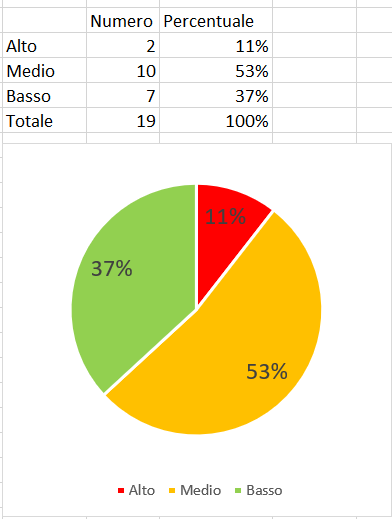 Numero Percentuale
Alto 2 11%
Medio 10 53%
Basso 7 37%
Totale 19 100%
11%
37%
53%
Alto Medio Basso